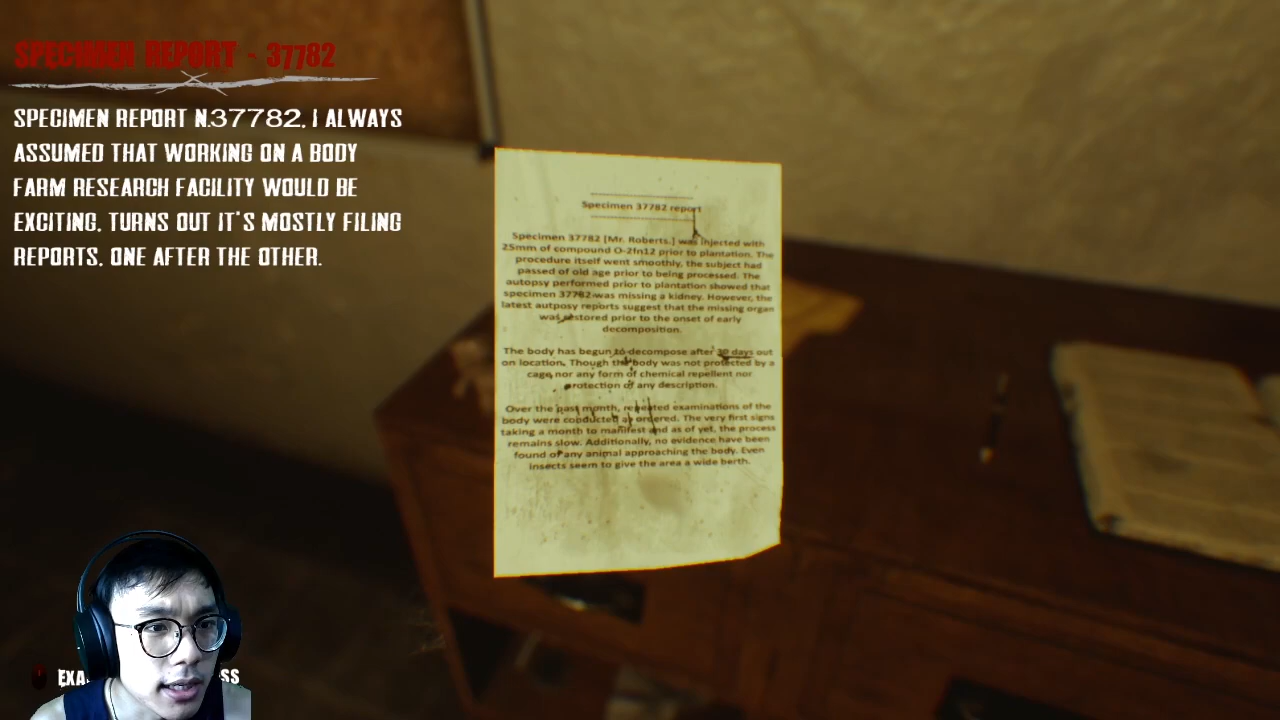 SPECIMEN REPORT - 37782
SPECIMEN REPORT N.37782, I ALWAYS
ASSUMED THAT WORKING ON A BODY
FARM RESEARCH FACILITY WOULD BE
EXCITING. TURNS OUT IT'S MOSTLY FILING
REPORTS, ONE AFTER THE OTHER.
Specimen 37782 report
Specimen 37782 [Mr. Roberts.] was injected with
25mm of compound O-2fn12 prior to plantation. The
procedure itself went smoothly, the subject had
passed of old age prior to being processed. The
autopsy performed prior to plantation showed that
specimen 37782 was missing a kidney. However, the
latest autposy reports suggest that the missing organ
was restored prior to the onset of early
decomposition.
The body has begun to decompose after 30 days out
on location. Though the body was not protected by a
cage nor any form of chemical repellent nor
protection of any description.
Over the past month, repeated examinations of the
body were conducted as ordered. The very first signs
taking a month to manifest and as of yet, the process
remains slow. Additionally, no evidence have been
found of any animal approaching the body. Even
insects seem to give the area a wide berth.